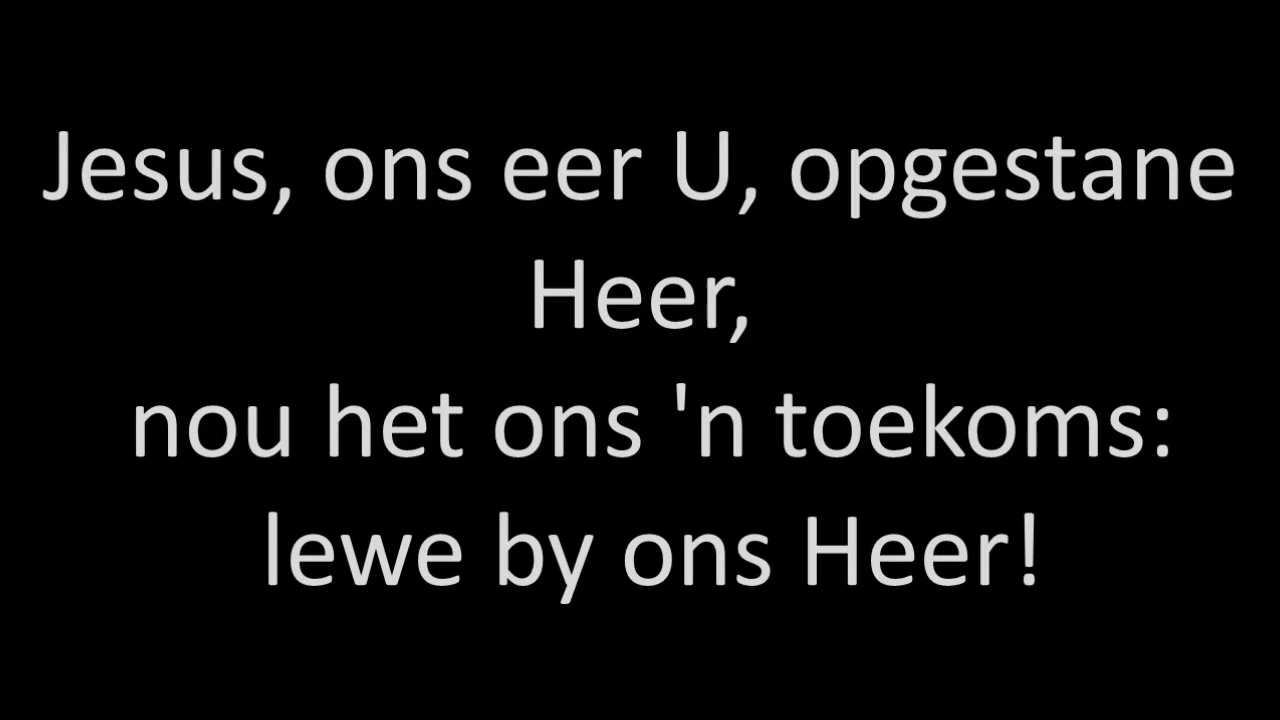 Jesus, ons eer U, opgestane
Heer,
nou het ons 'n toekoms:
lewe by ons Heer!